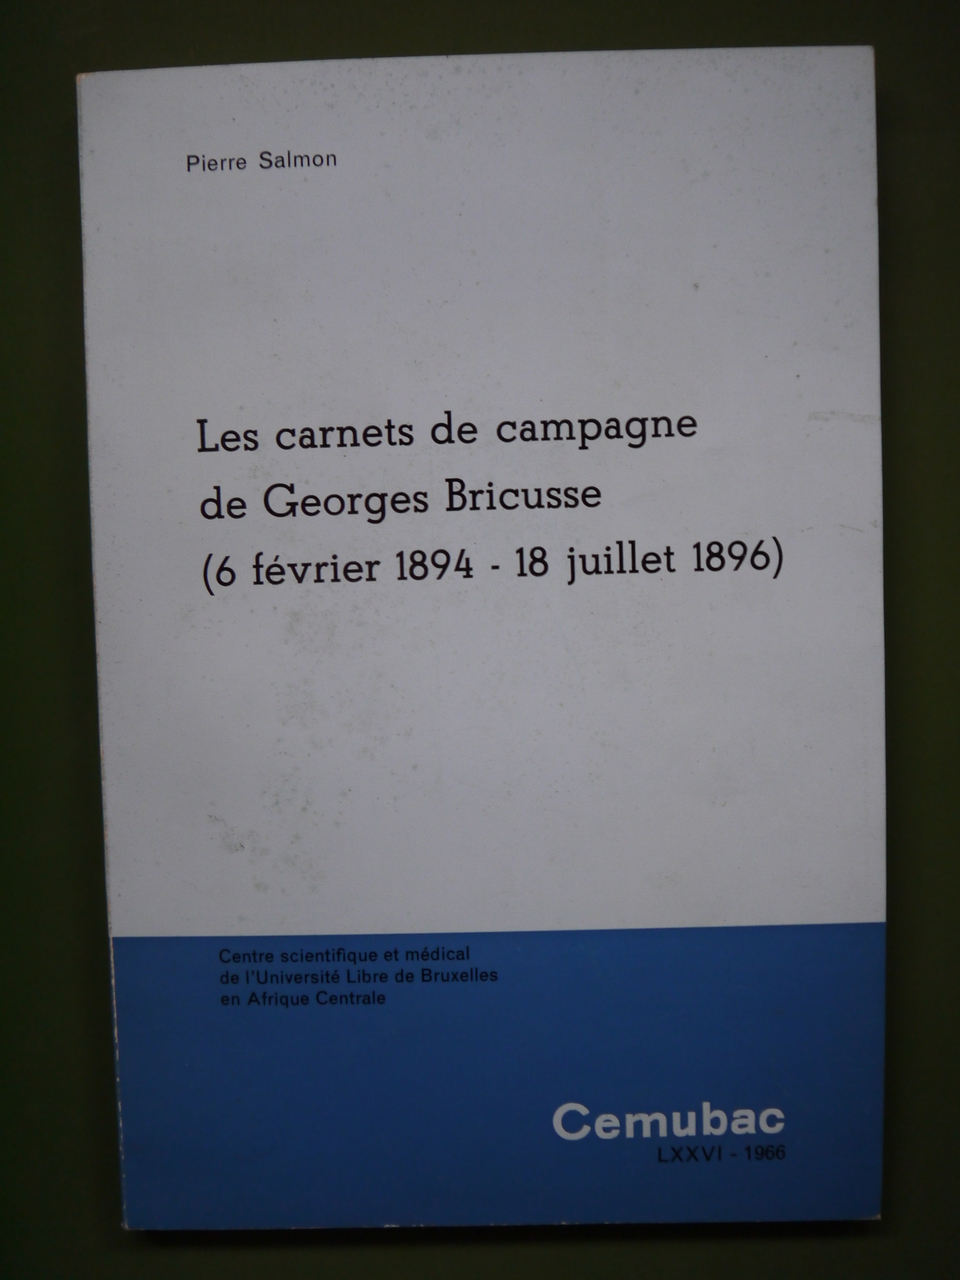 Pierre Salmon
Les carnets de campagne
de Georges Bricusse
(6 février 1894 - 18 juillet 1896)
Centre scientifique et médical
de l'Université Libre de Bruxelles
en Afrique Centrale
Cemubac
LXXVI - 1966